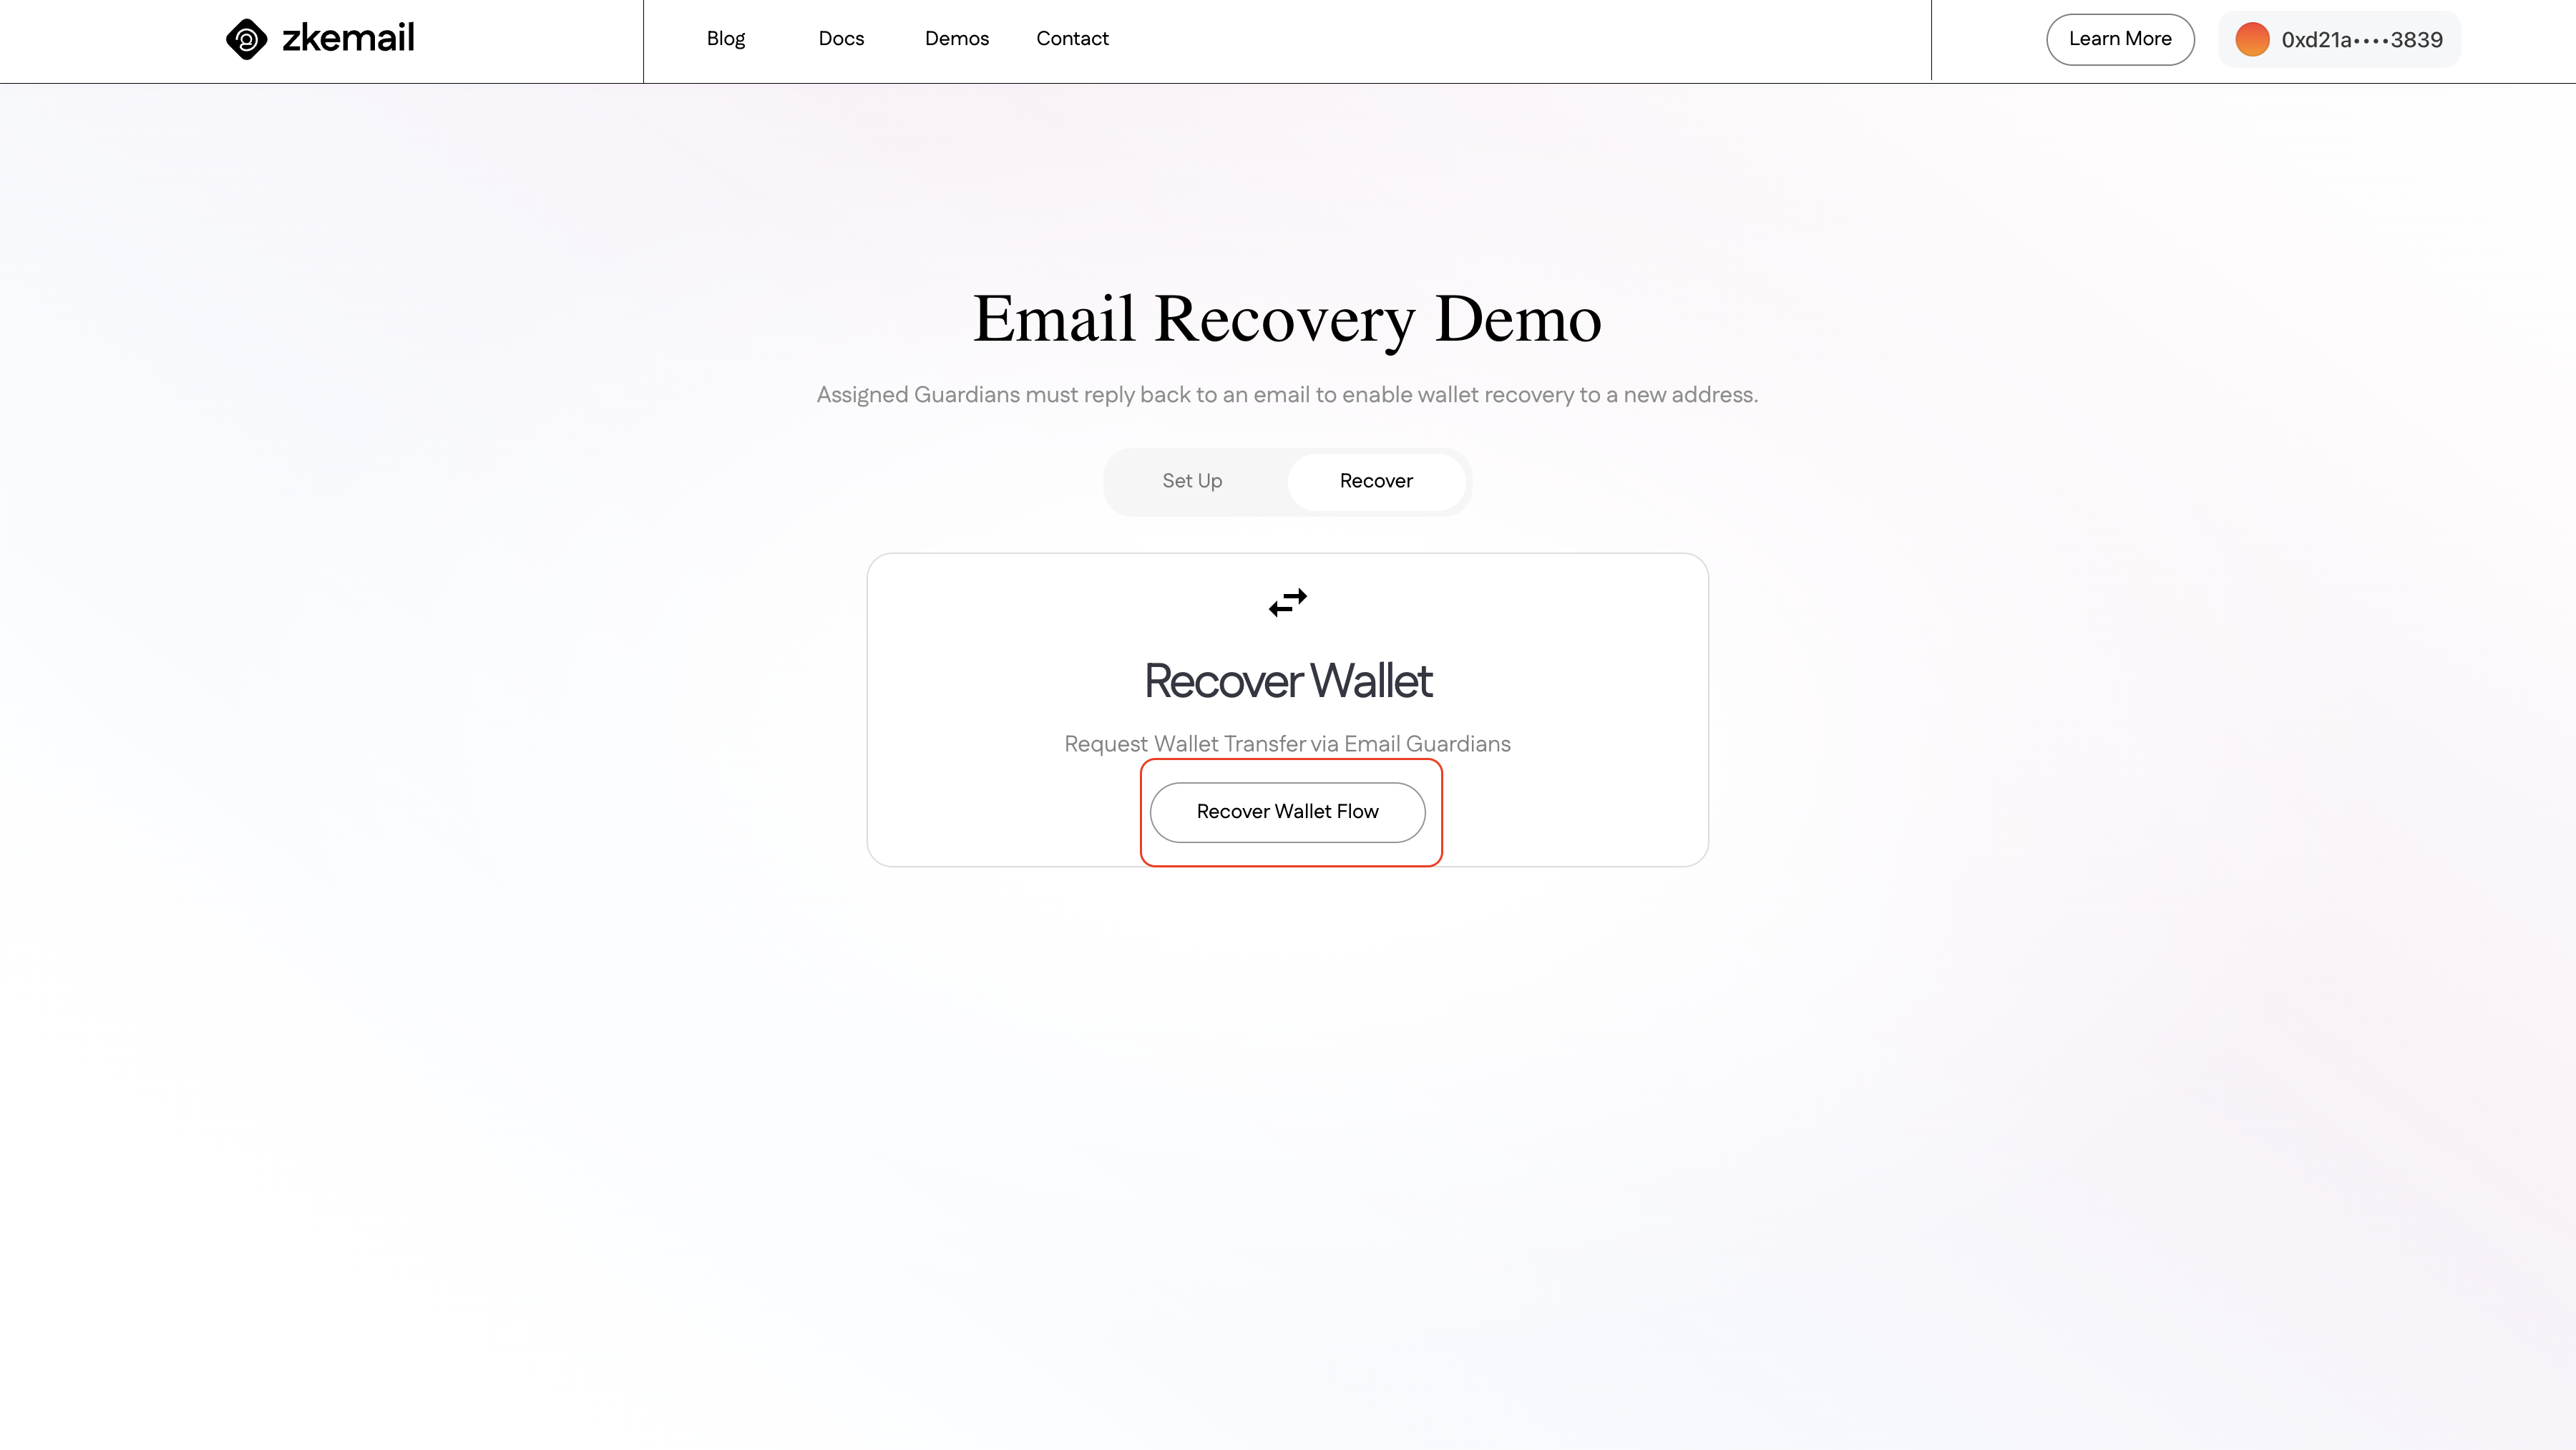 zkemail
Blog Docs Demos Contact
Learn More
0xd21a····3839
Email Recovery Demo
Assigned Guardians must reply back to an email to enable wallet recovery to a new address.
Set Up Recover
Recover Wallet
Request Wallet Transfer via Email Guardians
Recover Wallet Flow